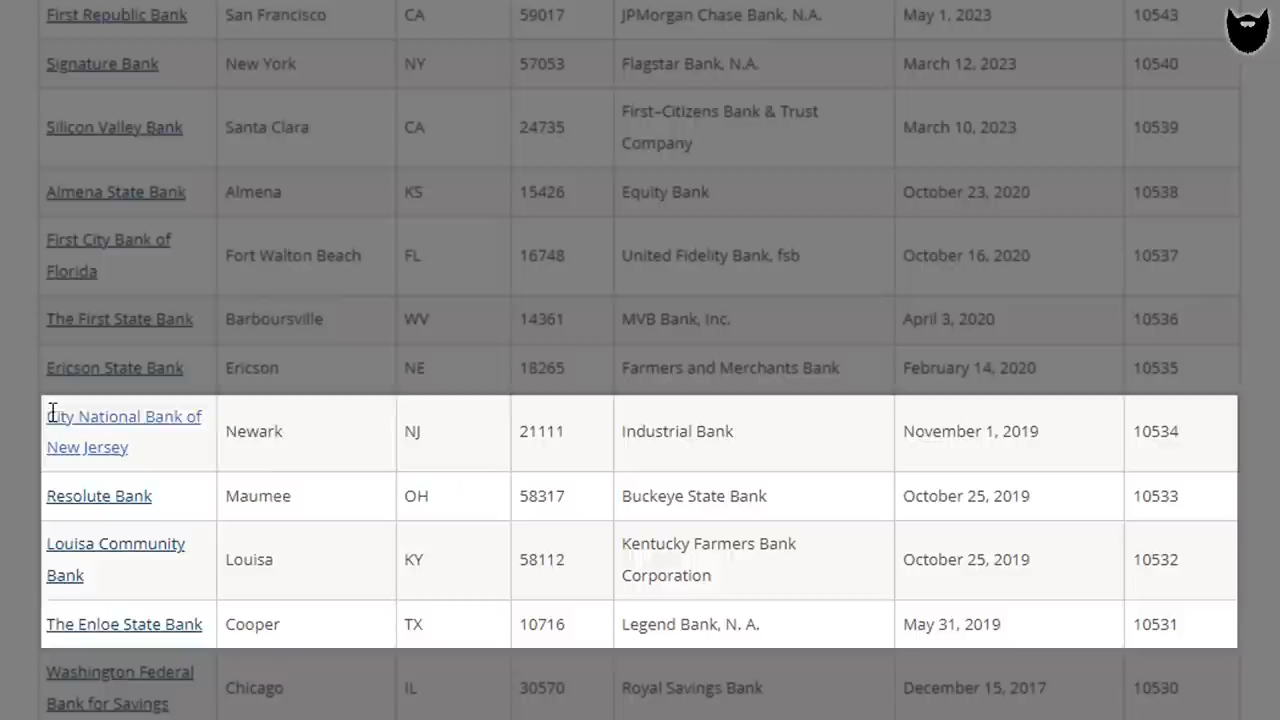 First Republic Bank San Francisco CA 59017 JPMorgan Chase Bank, N.A. May 1, 2023 10543
Signature Bank New York NY 57053 Flagstar Bank, N.A. March 12, 2023 10540
Silicon Valley Bank Santa Clara CA 24735 First–Citizens Bank & Trust
Company March 10, 2023 10539
Almena State Bank Almena KS 15426 Equity Bank October 23, 2020 10538
First City Bank of
Florida Fort Walton Beach FL 16748 United Fidelity Bank, fsb October 16, 2020 10537
The First State Bank Barboursville WV 14361 MVB Bank, Inc. April 3, 2020 10536
Ericson State Bank Ericson NE 18265 Farmers and Merchants Bank February 14, 2020 10535
City National Bank of
New Jersey Newark NJ 21111 Industrial Bank November 1, 2019 10534
Resolute Bank Maumee OH 58317 Buckeye State Bank October 25, 2019 10533
Louisa Community
Bank Louisa KY 58112 Kentucky Farmers Bank
Corporation October 25, 2019 10532
The Enloe State Bank Cooper TX 10716 Legend Bank, N. A. May 31, 2019 10531
Washington Federal
Bank for Savings Chicago IL 30570 Royal Savings Bank December 15, 2017 10530